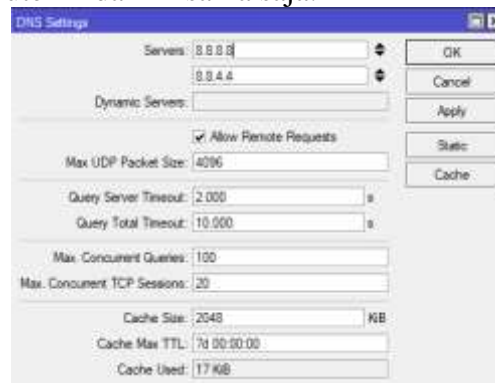 DNS Settings
Servers: 8.8.8.8
8.8.4.4
Dynamic Servers:
Allow Remote Requests
Max UDP Packet Size: 4096
Query Server Timeout: 2.000 s
Query Total Timeout: 10.000 s
Max. Concurrent Queries: 100
Max. Concurrent TCP Sessions: 20
Cache Size: 2048 KiB
Cache Max TTL: 7d 00:00:00
Cache Used: 17 KiB
OK
Cancel
Apply
Static
Cache